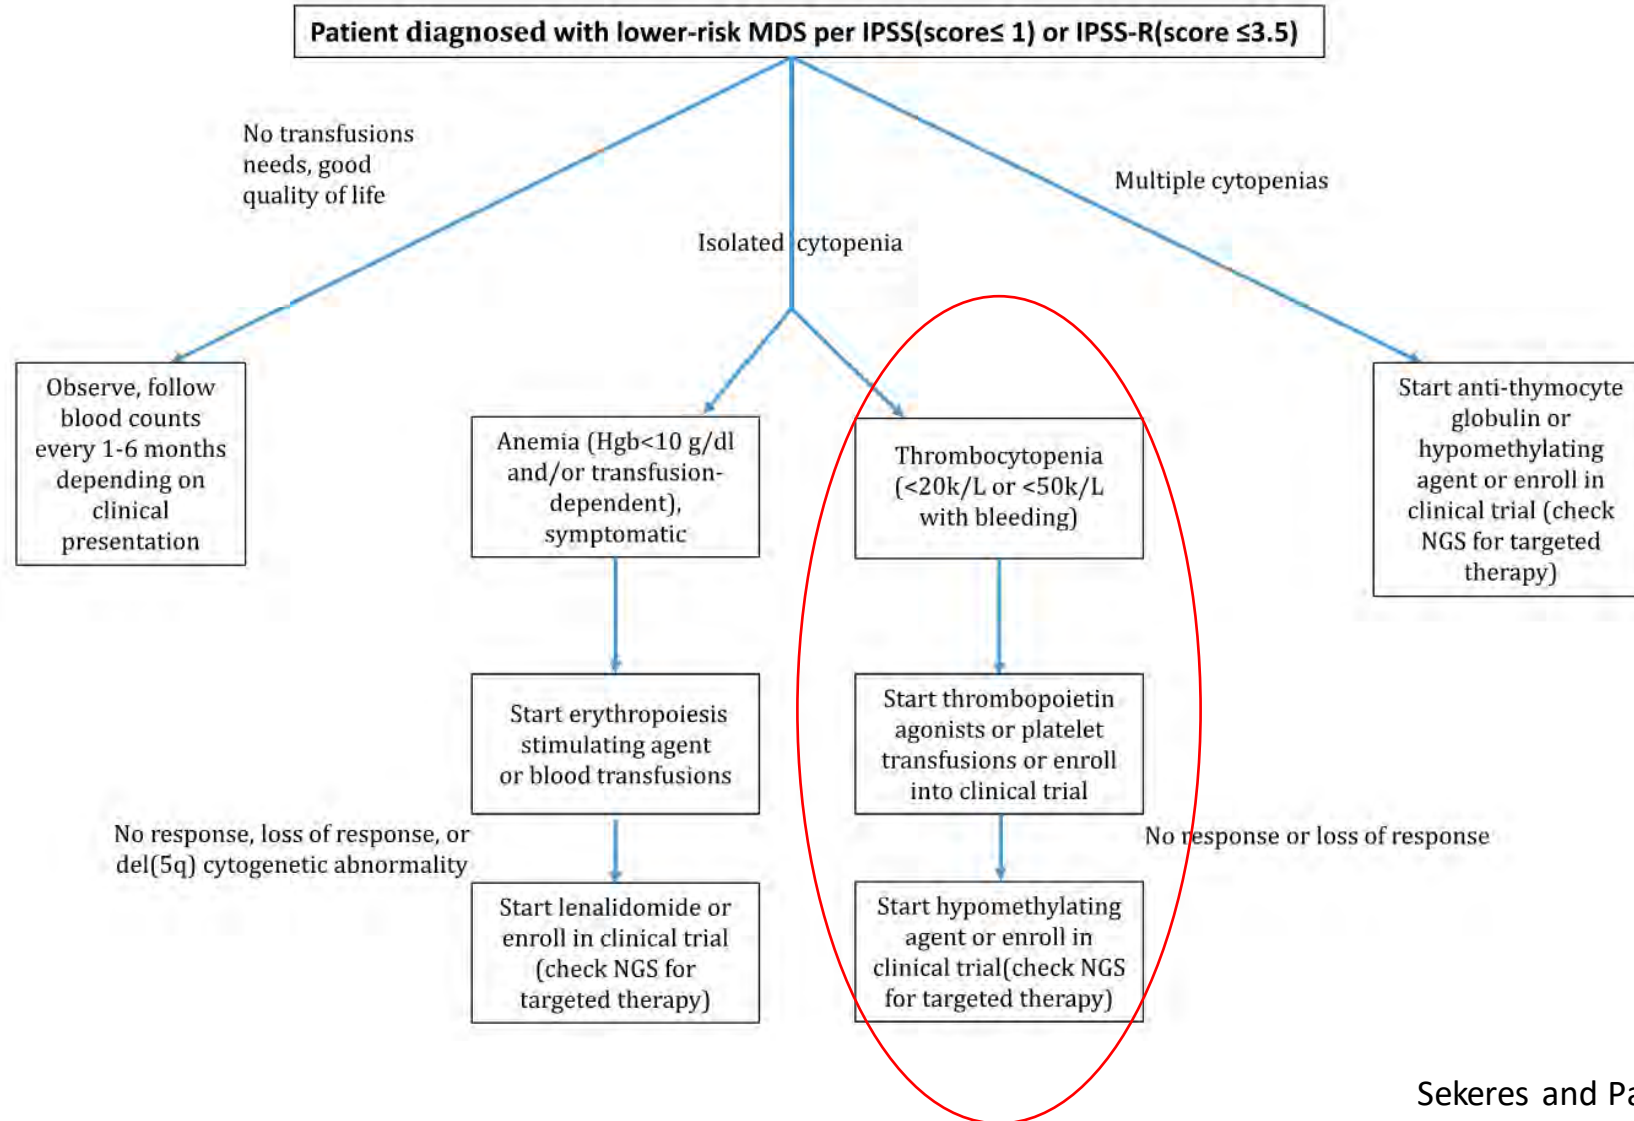 Patient diagnosed with lower-risk MDS per IPSS(score≤ 1) or IPSS-R(score ≤3.5)
No transfusions
needs, good
quality of life
Isolated cytopenia
Multiple cytopenias
Observe, follow
blood counts
every 1-6 months
depending on
clinical
presentation
Anemia (Hgb<10 g/dl
and/or transfusion-
dependent),
symptomatic
Thrombocytopenia
(<20k/L or <50k/L
with bleeding)
Start anti-thymocyte
globulin or
hypomethylating
agent or enroll in
clinical trial (check
NGS for targeted
therapy)
Start erythropoiesis
stimulating agent
or blood transfusions
Start thrombopoietin
agonists or platelet
transfusions or enroll
into clinical trial
No response, loss of response, or
del(5q) cytogenetic abnormality
No response or loss of response
Start lenalidomide or
enroll in clinical trial
(check NGS for
targeted therapy)
Start hypomethylating
agent or enroll in
clinical trial(check NGS
for targeted therapy)
Sekeres and